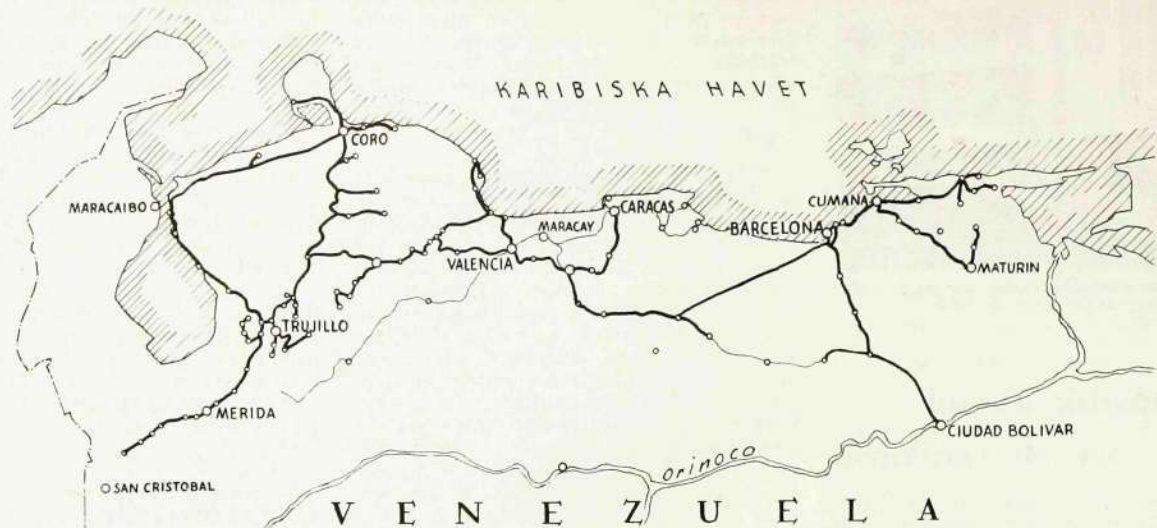 KARIBISKA HAVET
CORO
MARACAIBO
CARACAS
CUMANA
MARACAY
BARCELONA
VALENCIA
MATURIN
TRUJILLO
MERIDA
CIUDAD BOLIVAR
orinoco
SAN CRISTOBAL
VENEZUELA